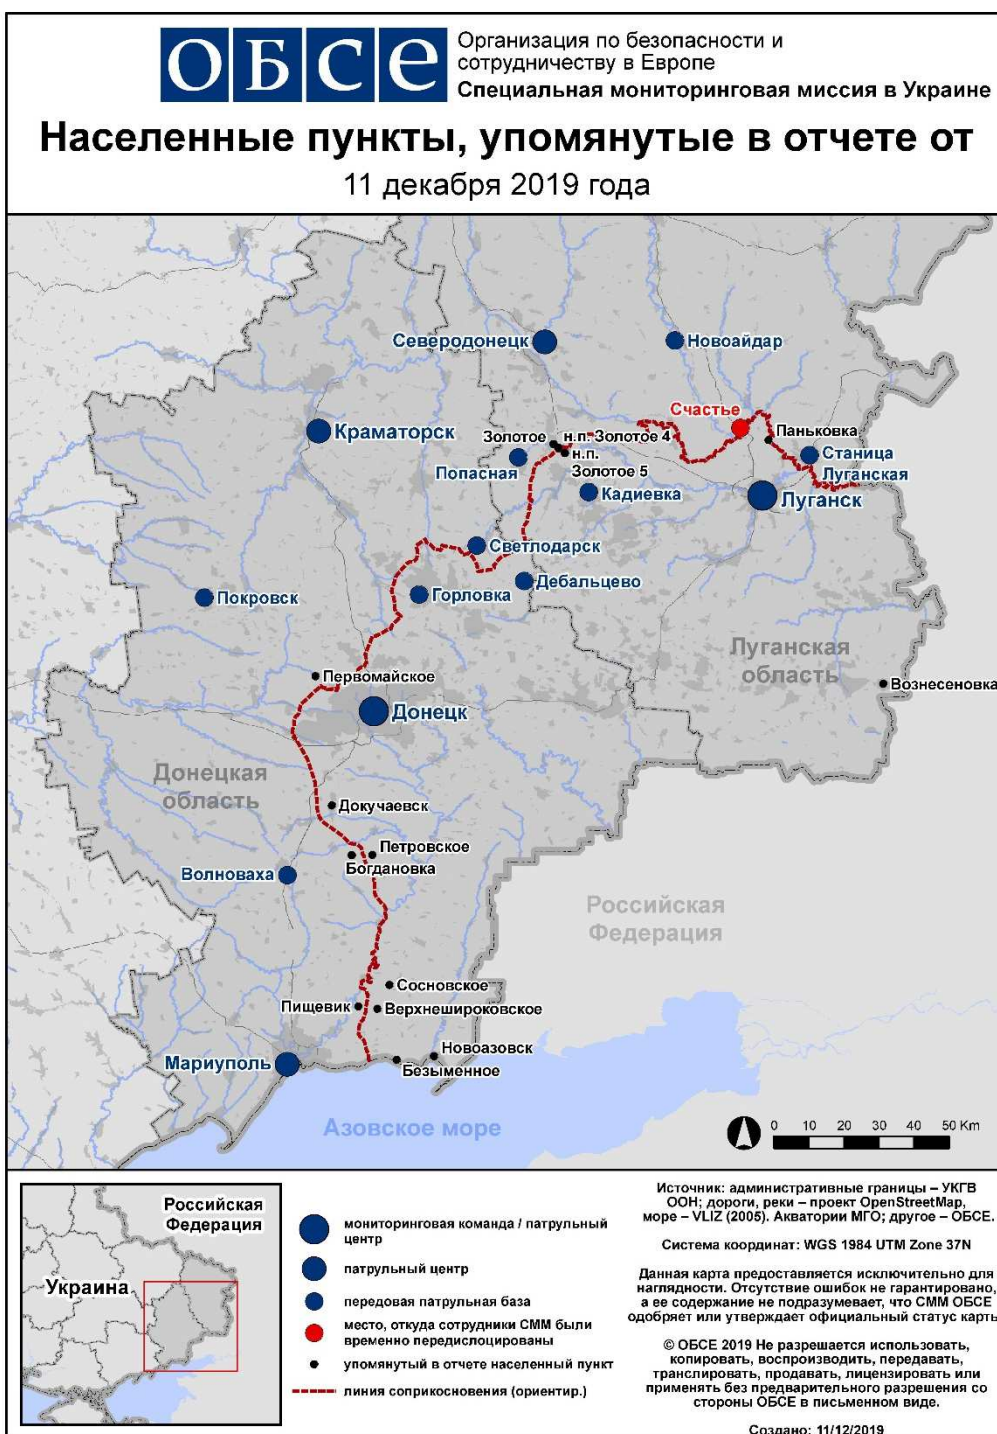 ОБСЕ
Организация по безопасности и
сотрудничеству в Европе
Специальная мониторинговая миссия в Украине
Населенные пункты, упомянутые в отчете от
11 декабря 2019 года
Северодонецк
Новоайдар
Счастье
Краматорск
Золотое
н.п. Золотое 4
Паньковка
н.п.
Золотое 5
Попасная
Станица
Луганская
Кадиевка
Луганск
Светлодарск
Дебальцево
Покровск
Горловка
Луганская
область
Первомайское
Вознесеновка
Донецк
Донецкая
область
Докучаевск
Петровское
Богдановка
Волноваха
Российская
Федерация
Сосновское
Пищевик
Верхнешироковское
Новоазовск
Мариуполь
Безыменное
Азовское море
0 10 20 30 40 50 Km
Российская
Федерация
Украина
мониторинговая команда / патрульный
центр
патрульный центр
передовая патрульная база
место, откуда сотрудники СММ были
временно передислоцированы
упомянутый в отчете населенный пункт
линия соприкосновения (ориентир.)
Источник: административные границы – УКГВ
ООН; дороги, реки – проект OpenStreetMap,
море – VLIZ (2005). Акватории МГО; другое – ОБСЕ.
Система координат: WGS 1984 UTM Zone 37N
Данная карта предоставляется исключительно для
наглядности. Отсутствие ошибок не гарантировано,
а ее содержание не подразумевает, что СММ ОБСЕ
одобряет или утверждает официальный статус карты
© ОБСЕ 2019 Не разрешается использовать,
копировать, воспроизводить, передавать,
транслировать, продавать, лицензировать или
применять без предварительного разрешения со
стороны ОБСЕ в письменном виде.
Создано: 11/12/2019